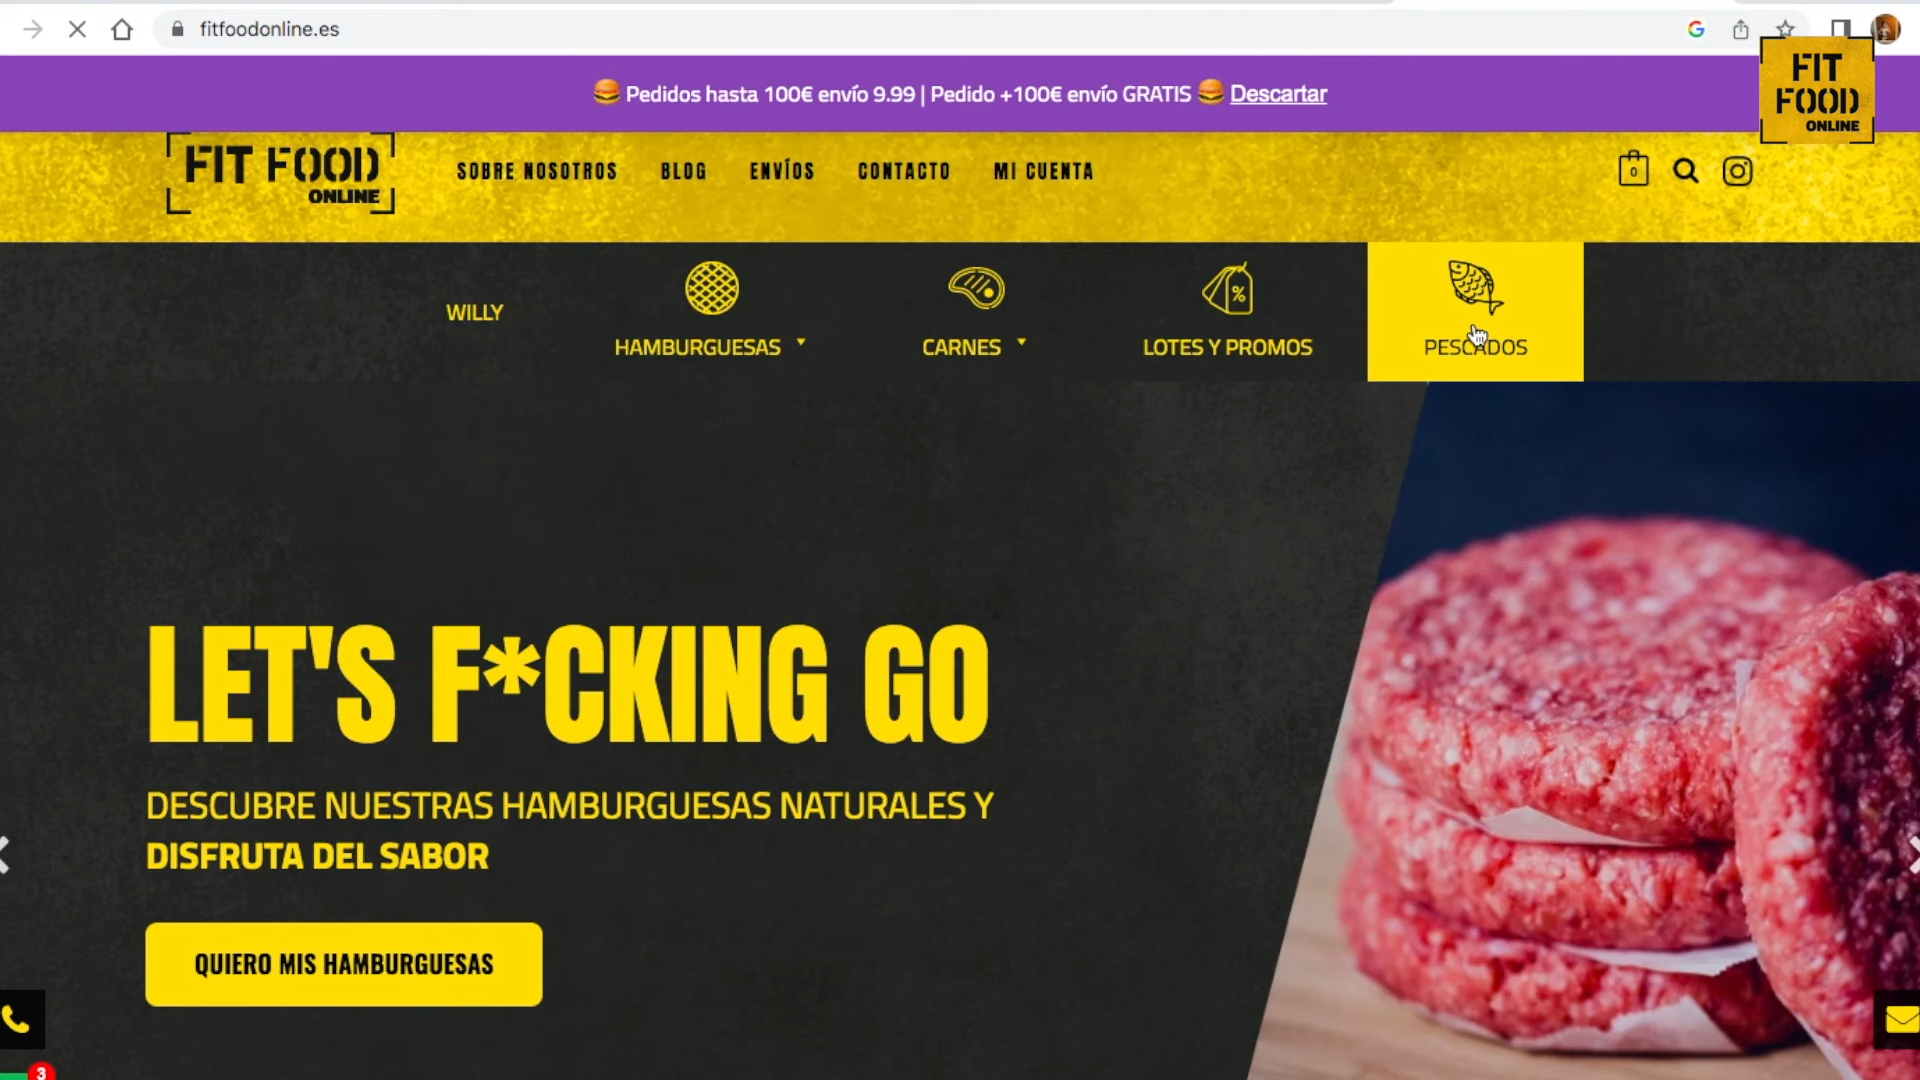 fitfoodonline.es
🍔 Pedidos hasta 100€ envío 9.99 | Pedido +100€ envío GRATIS 🍔 Descartar
FIT FOOD ONLINE
FIT FOOD
ONLINE
SOBRE NOSOTROS BLOG ENVÍOS CONTACTO MI CUENTA
0
WILLY
HAMBURGUESAS CARNES LOTES Y PROMOS PESCADOS
%
LET'S F*CKING GO
DESCUBRE NUESTRAS HAMBURGUESAS NATURALES Y
DISFRUTA DEL SABOR
QUIERO MIS HAMBURGUESAS
3